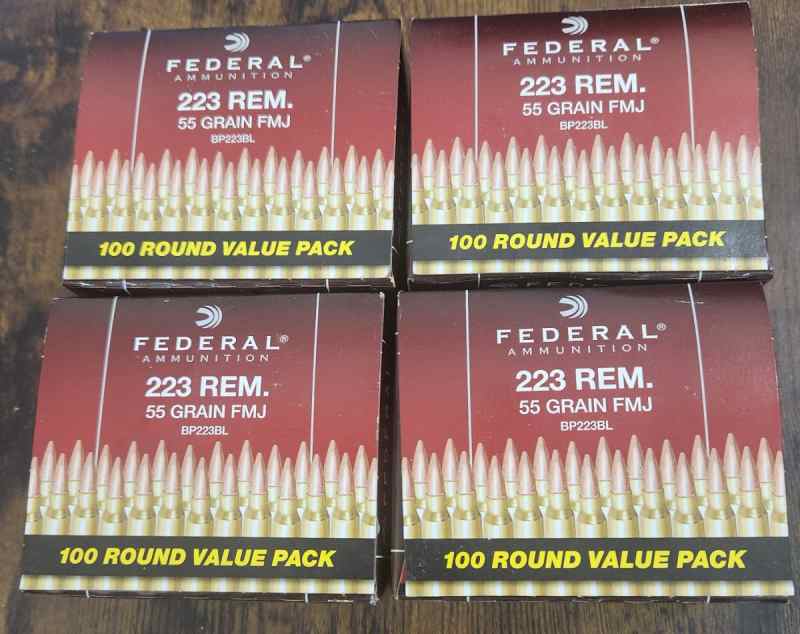 FEDERAL®
AMMUNITION
223 REM.
55 GRAIN FMJ
BP223BL
100 ROUND VALUE PACK
FEDERAL®
AMMUNITION
223 REM.
55 GRAIN FMJ
BP223BL
100 ROUND VALUE PACK
FEDERAL®
AMMUNITION
223 REM.
55 GRAIN FMJ
BP223BL
100 ROUND VALUE PACK
FEDERAL®
AMMUNITION
223 REM.
55 GRAIN FMJ
BP223BL
100 ROUND VALUE PACK